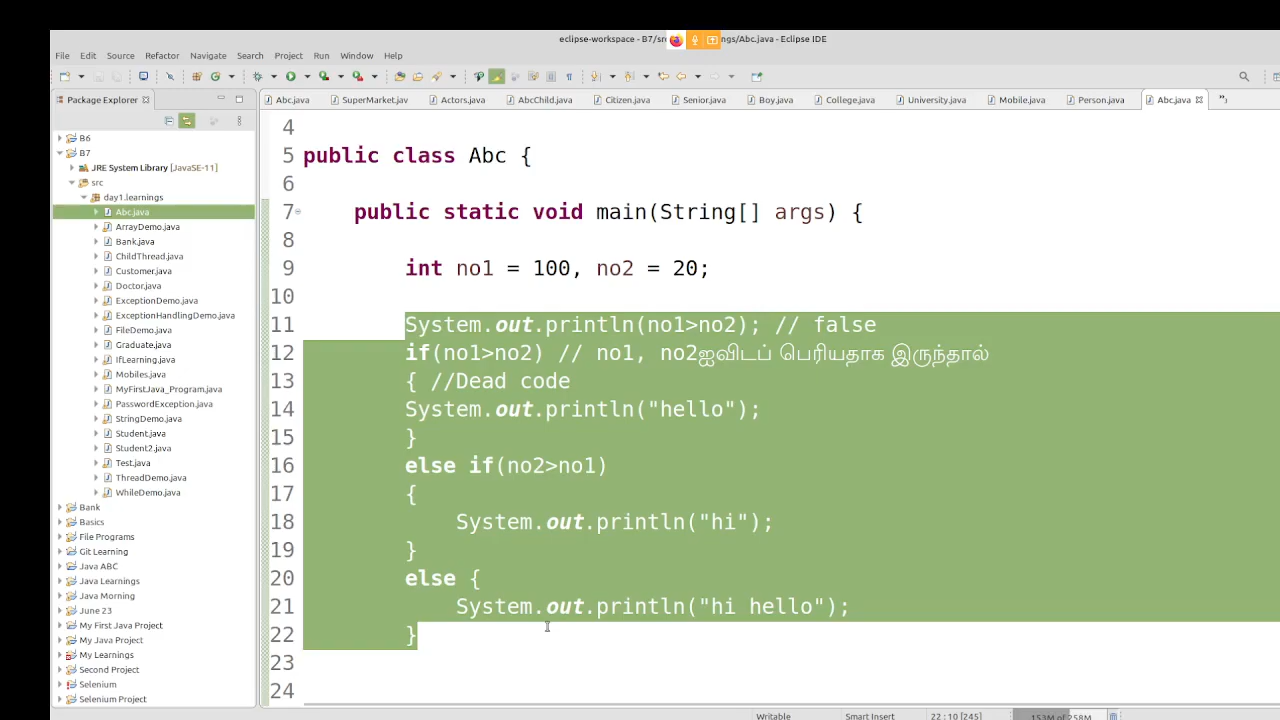 eclipse-workspace - B7/src
ngs/Abc.java - Eclipse IDE
File Edit Source Refactor Navigate Search Project Run Window Help
Package Explorer
Abc.java SuperMarket.jav Actors.java AbcChild.java Citizen.java Senior.java Boy.java College.java University.java Mobile.java Person.java Abc.java
B6
B7
JRE System Library [JavaSE-11]
src
day1.learnings
Abc.java
ArrayDemo.java
Bank.java
ChildThread.java
Customer.java
Doctor.java
ExceptionDemo.java
ExceptionHandlingDemo.java
FileDemo.java
Graduate.java
IfLearning.java
Mobiles.java
MyFirstJava_Program.java
PasswordException.java
StringDemo.java
Student.java
Student2.java
Test.java
ThreadDemo.java
WhileDemo.java
Bank
Basics
File Programs
Git Learning
Java ABC
Java Learnings
Java Morning
June 23
My First Java Project
My Java Project
My Learnings
Second Project
Selenium
Selenium Project
4
5 public class Abc {
6
7 public static void main(String[] args) {
8
9 int no1 = 100, no2 = 20;
10
11 System.out.println(no1>no2); // false
12 if(no1>no2) // no1, no2ஐவிடப் பெரியதாக இருந்தால்
13 { //Dead code
14 System.out.println("hello");
15 }
16 else if(no2>no1)
17 {
18 System.out.println("hi");
19 }
20 else {
21 System.out.println("hi hello");
22 }
23
24
Writable Smart Insert 22 : 10 [245] 153M of 258M